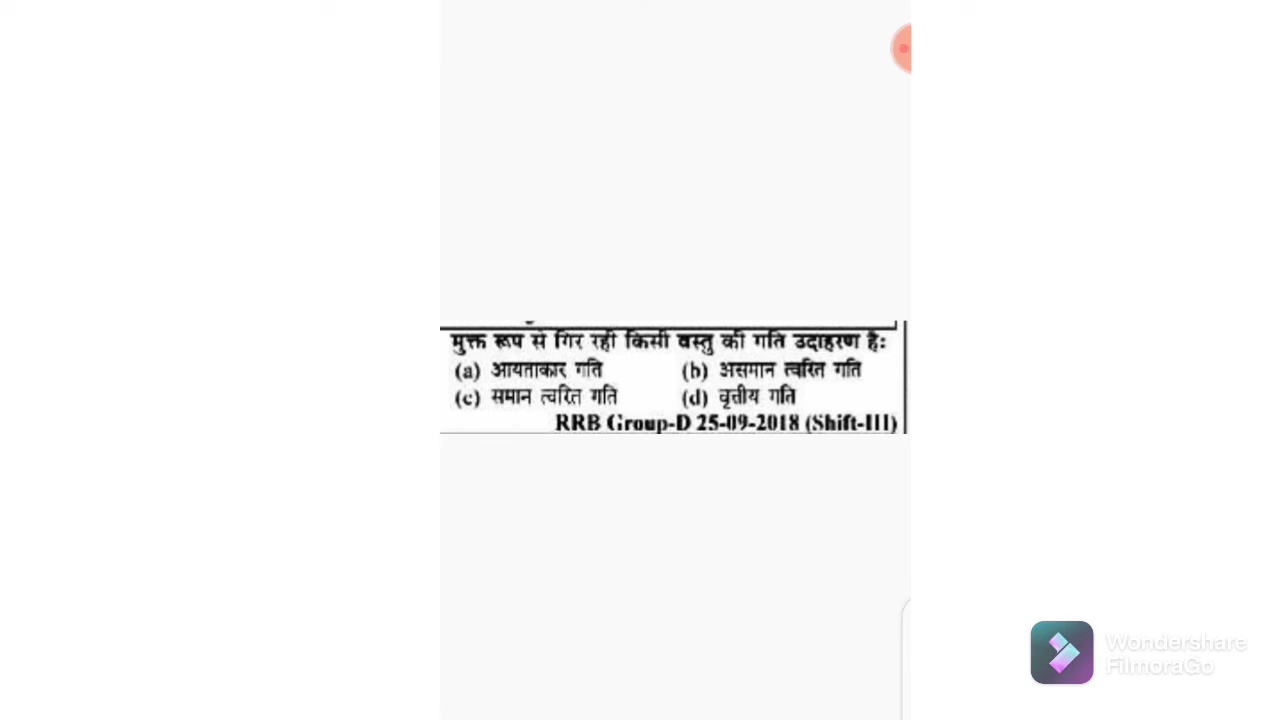 मुक्त रूप से गिर रही किसी वस्तु की गति उदाहरण है:
(a) आयताकार गति (b) असमान त्वरित गति
(c) समान त्वरित गति (d) वृत्तीय गति
RRB Group-D 25-09-2018 (Shift-III)
Wondershare
FilmoraGo